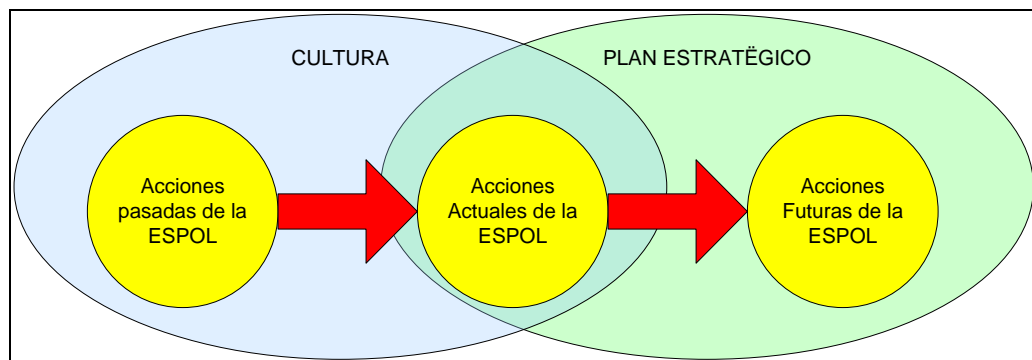 CULTURA
PLAN ESTRATËGICO
Acciones
pasadas de la
ESPOL
Acciones
Actuales de la
ESPOL
Acciones
Futuras de la
ESPOL